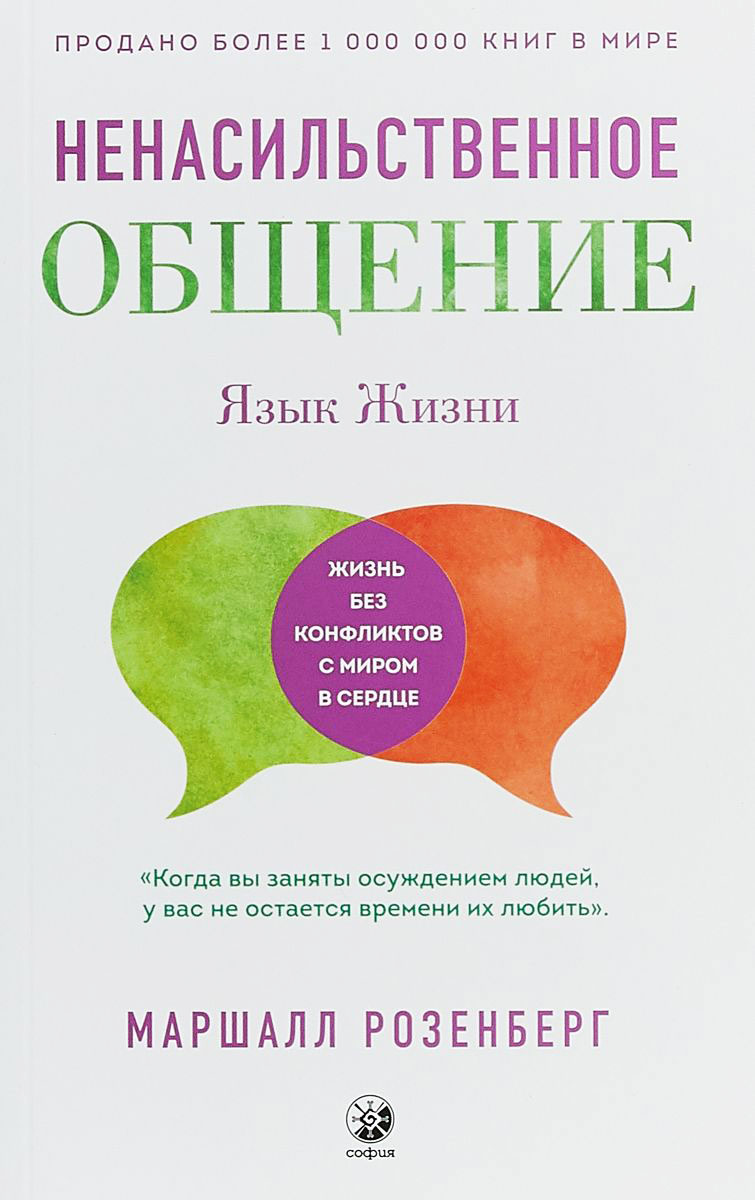 ПРОДАНО БОЛЕЕ 1 000 000 КНИГ В МИРЕ
НЕНАСИЛЬСТВЕННОЕ
ОБЩЕНИЕ
Язык Жизни
ЖИЗНЬ
БЕЗ
КОНФЛИКТОВ
С МИРОМ
В СЕРДЦЕ
«Когда вы заняты осуждением людей,
у вас не остается времени их любить».
МАРШАЛЛ РОЗЕНБЕРГ
софия